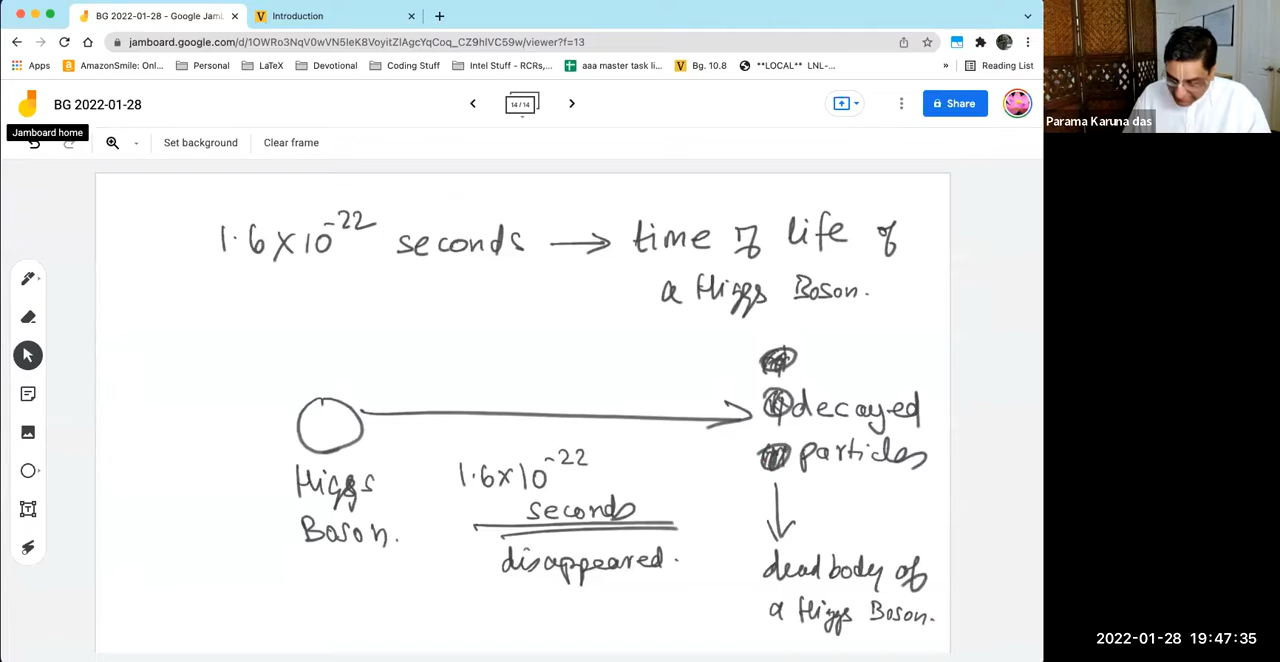 BG 2022-01-28 - Google Jam
Introduction
jamboard.google.com/d/1OWRo3NqV0wVN5IeK8VoyitZlAgcYqCoq_CZ9hlVC59w/viewer?f=13
Apps AmazonSmile: Onl... Personal LaTeX Devotional Coding Stuff Intel Stuff - RCRs,... aaa master task li... Bg. 10.8 **LOCAL** LNL-... » Reading List
BG 2022-01-28
14 / 14
Share
Jamboard home
Set background Clear frame
Parama Karuna das
1.6 x 10^-22 seconds → time of life of
a Higgs Boson.
decayed
particles
Higgs
Boson.
1.6 x 10^-22
seconds
disappeared.
dead body of
a Higgs Boson.
2022-01-28 19:47:35